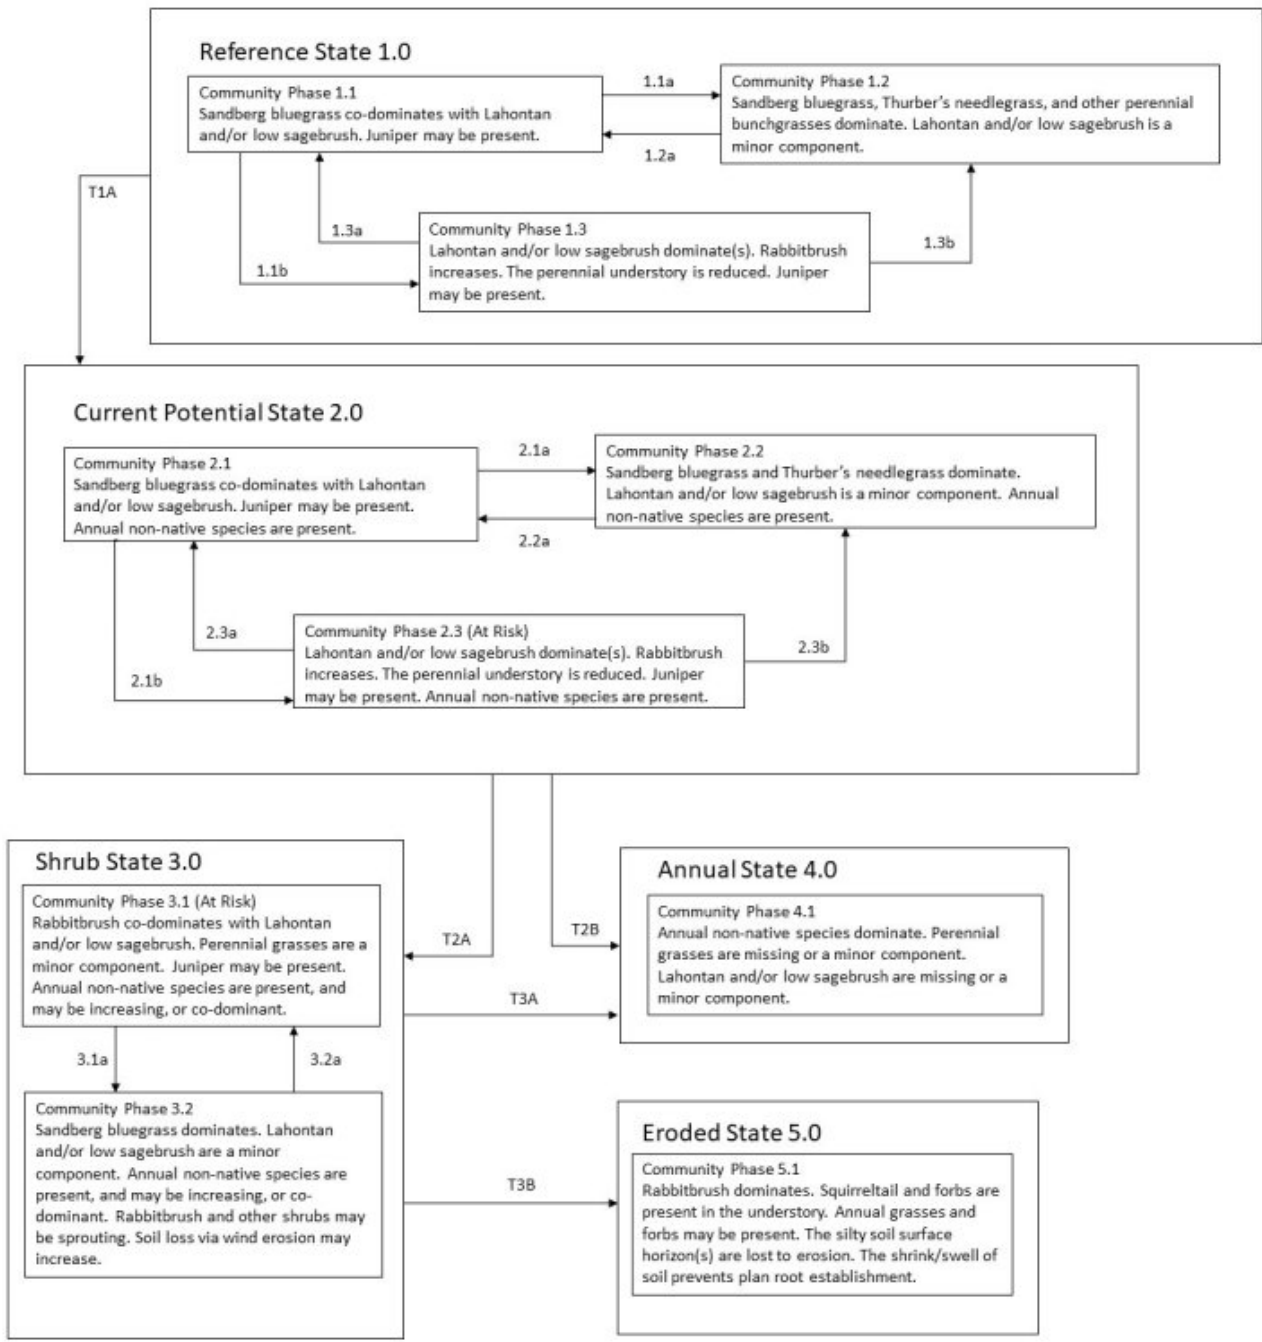 Reference State 1.0
Community Phase 1.1
Sandberg bluegrass co-dominates with Lahontan
and/or low sagebrush. Juniper may be present.
1.1a
1.2a
Community Phase 1.2
Sandberg bluegrass, Thurber's needlegrass, and other perennial
bunchgrasses dominate. Lahontan and/or low sagebrush is a
minor component.
T1A
1.3a
1.1b
Community Phase 1.3
Lahontan and/or low sagebrush dominate(s). Rabbitbrush
increases. The perennial understory is reduced. Juniper
may be present.
1.3b
Current Potential State 2.0
Community Phase 2.1
Sandberg bluegrass co-dominates with Lahontan
and/or low sagebrush. Juniper may be present.
Annual non-native species are present.
2.1a
2.2a
Community Phase 2.2
Sandberg bluegrass and Thurber's needlegrass dominate.
Lahontan and/or low sagebrush is a minor component. Annual
non-native species are present.
2.3a
2.1b
Community Phase 2.3 (At Risk)
Lahontan and/or low sagebrush dominate(s). Rabbitbrush
increases. The perennial understory is reduced. Juniper
may be present. Annual non-native species are present.
2.3b
Shrub State 3.0
Community Phase 3.1 (At Risk)
Rabbitbrush co-dominates with Lahontan
and/or low sagebrush. Perennial grasses are a
minor component. Juniper may be present.
Annual non-native species are present, and
may be increasing, or co-dominant.
3.1a
3.2a
Community Phase 3.2
Sandberg bluegrass dominates. Lahontan
and/or low sagebrush are a minor
component. Annual non-native species are
present, and may be increasing, or co-
dominant. Rabbitbrush and other shrubs may
be sprouting. Soil loss via wind erosion may
increase.
T2A
T2B
T3A
T3B
Annual State 4.0
Community Phase 4.1
Annual non-native species dominate. Perennial
grasses are missing or a minor component.
Lahontan and/or low sagebrush are missing or a
minor component.
Eroded State 5.0
Community Phase 5.1
Rabbitbrush dominates. Squirreltail and forbs are
present in the understory. Annual grasses and
forbs may be present. The silty soil surface
horizon(s) are lost to erosion. The shrink/swell of
soil prevents plan root establishment.